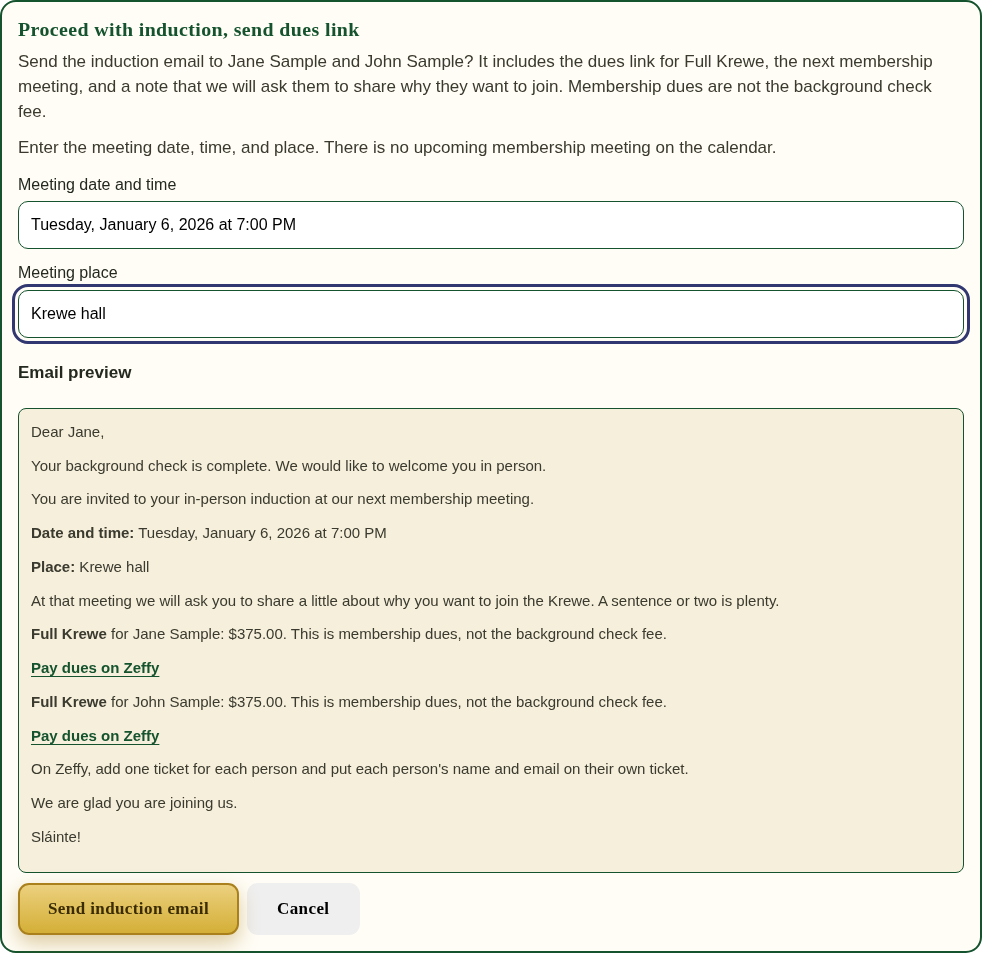 Proceed with induction, send dues link
Send the induction email to Jane Sample and John Sample? It includes the dues link for Full Krewe, the next membership
meeting, and a note that we will ask them to share why they want to join. Membership dues are not the background check
fee.
Enter the meeting date, time, and place. There is no upcoming membership meeting on the calendar.
Meeting date and time
Tuesday, January 6, 2026 at 7:00 PM
Meeting place
Krewe hall
Email preview
Dear Jane,
Your background check is complete. We would like to welcome you in person.
You are invited to your in-person induction at our next membership meeting.
Date and time: Tuesday, January 6, 2026 at 7:00 PM
Place: Krewe hall
At that meeting we will ask you to share a little about why you want to join the Krewe. A sentence or two is plenty.
Full Krewe for Jane Sample: $375.00. This is membership dues, not the background check fee.
Pay dues on Zeffy
Full Krewe for John Sample: $375.00. This is membership dues, not the background check fee.
Pay dues on Zeffy
On Zeffy, add one ticket for each person and put each person's name and email on their own ticket.
We are glad you are joining us.
Sláinte!
Send induction email
Cancel